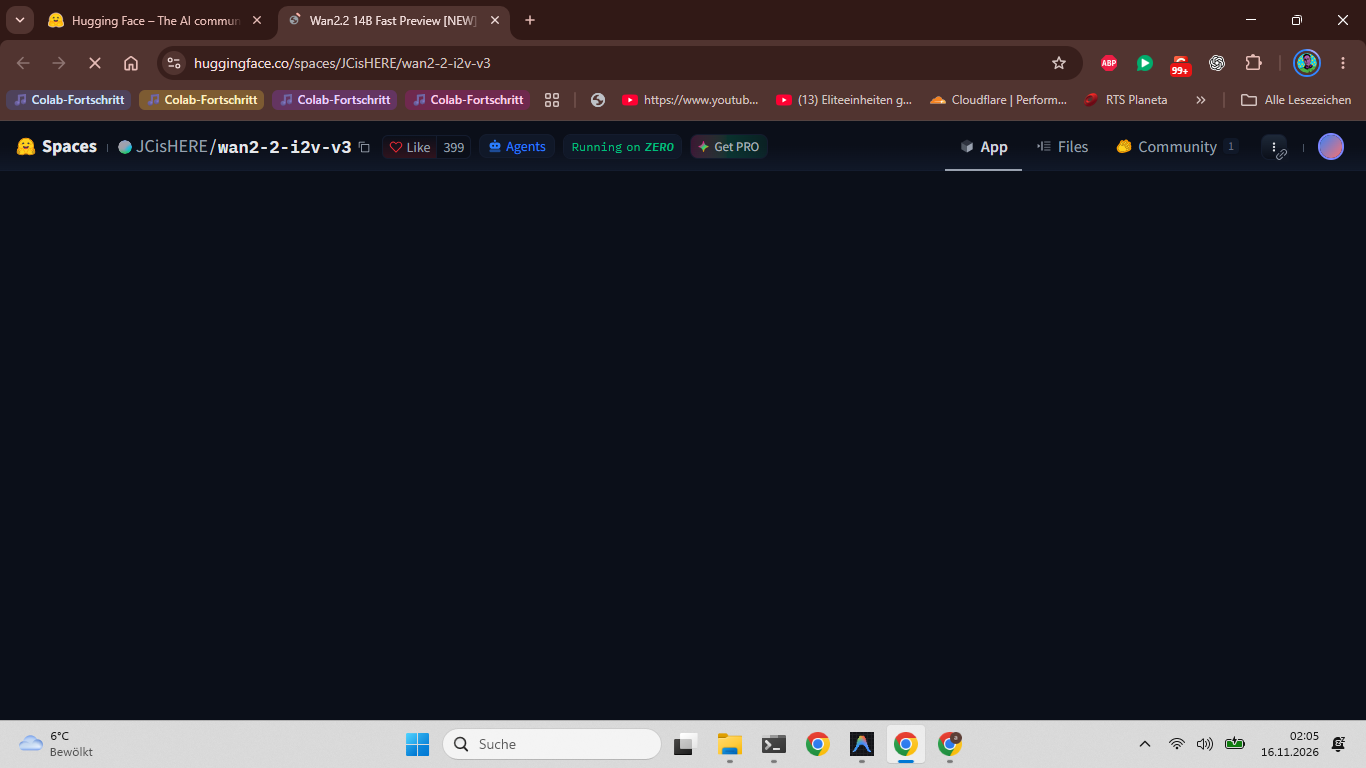 Hugging Face – The AI commun
Wan2.2 14B Fast Preview [NEW]
huggingface.co/spaces/JCisHERE/wan2-2-i2v-v3
ABP
99+
Colab-Fortschritt
Colab-Fortschritt
Colab-Fortschritt
Colab-Fortschritt
https://www.youtub...
(13) Eliteeinheiten g...
Cloudflare | Perform...
RTS Planeta
Alle Lesezeichen
Spaces
JCisHERE/wan2-2-i2v-v3
Like 399
Agents
Running on ZERO
Get PRO
App
Files
Community 1
6°C
Bewölkt
Suche
02:05
16.11.2026